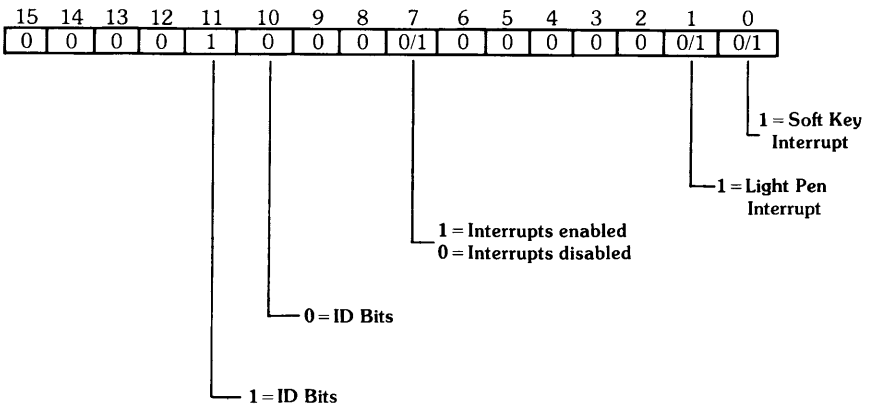 15 14 13 12 11 10 9 8 7 6 5 4 3 2 1 0
0 0 0 0 1 0 0 0 0/1 0 0 0 0 0 0/1 0/1
1 = Soft Key
Interrupt
1 = Light Pen
Interrupt
1 = Interrupts enabled
0 = Interrupts disabled
0 = ID Bits
1 = ID Bits